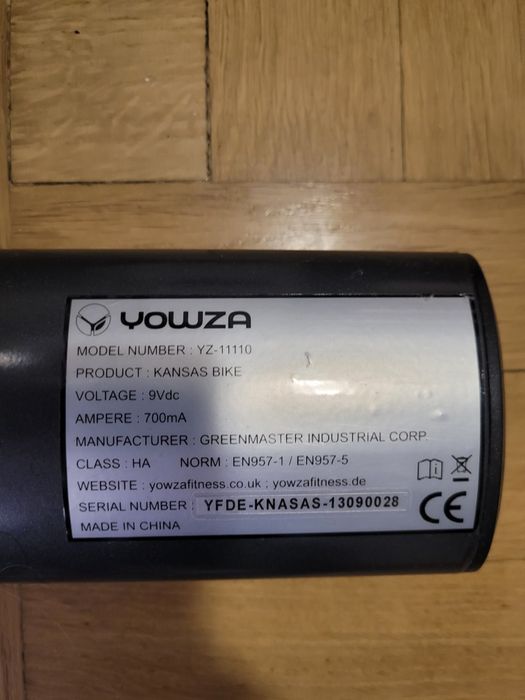 YOWZA
MODEL NUMBER : YZ-11110
PRODUCT : KANSAS BIKE
VOLTAGE : 9Vdc
AMPERE : 700mA
MANUFACTURER : GREENMASTER INDUSTRIAL CORP.
CLASS : HA NORM : EN957-1 / EN957-5
WEBSITE : yowzafitness.co.uk ; yowzafitness.de
SERIAL NUMBER : YFDE-KNASAS-13090028
MADE IN CHINA
CE